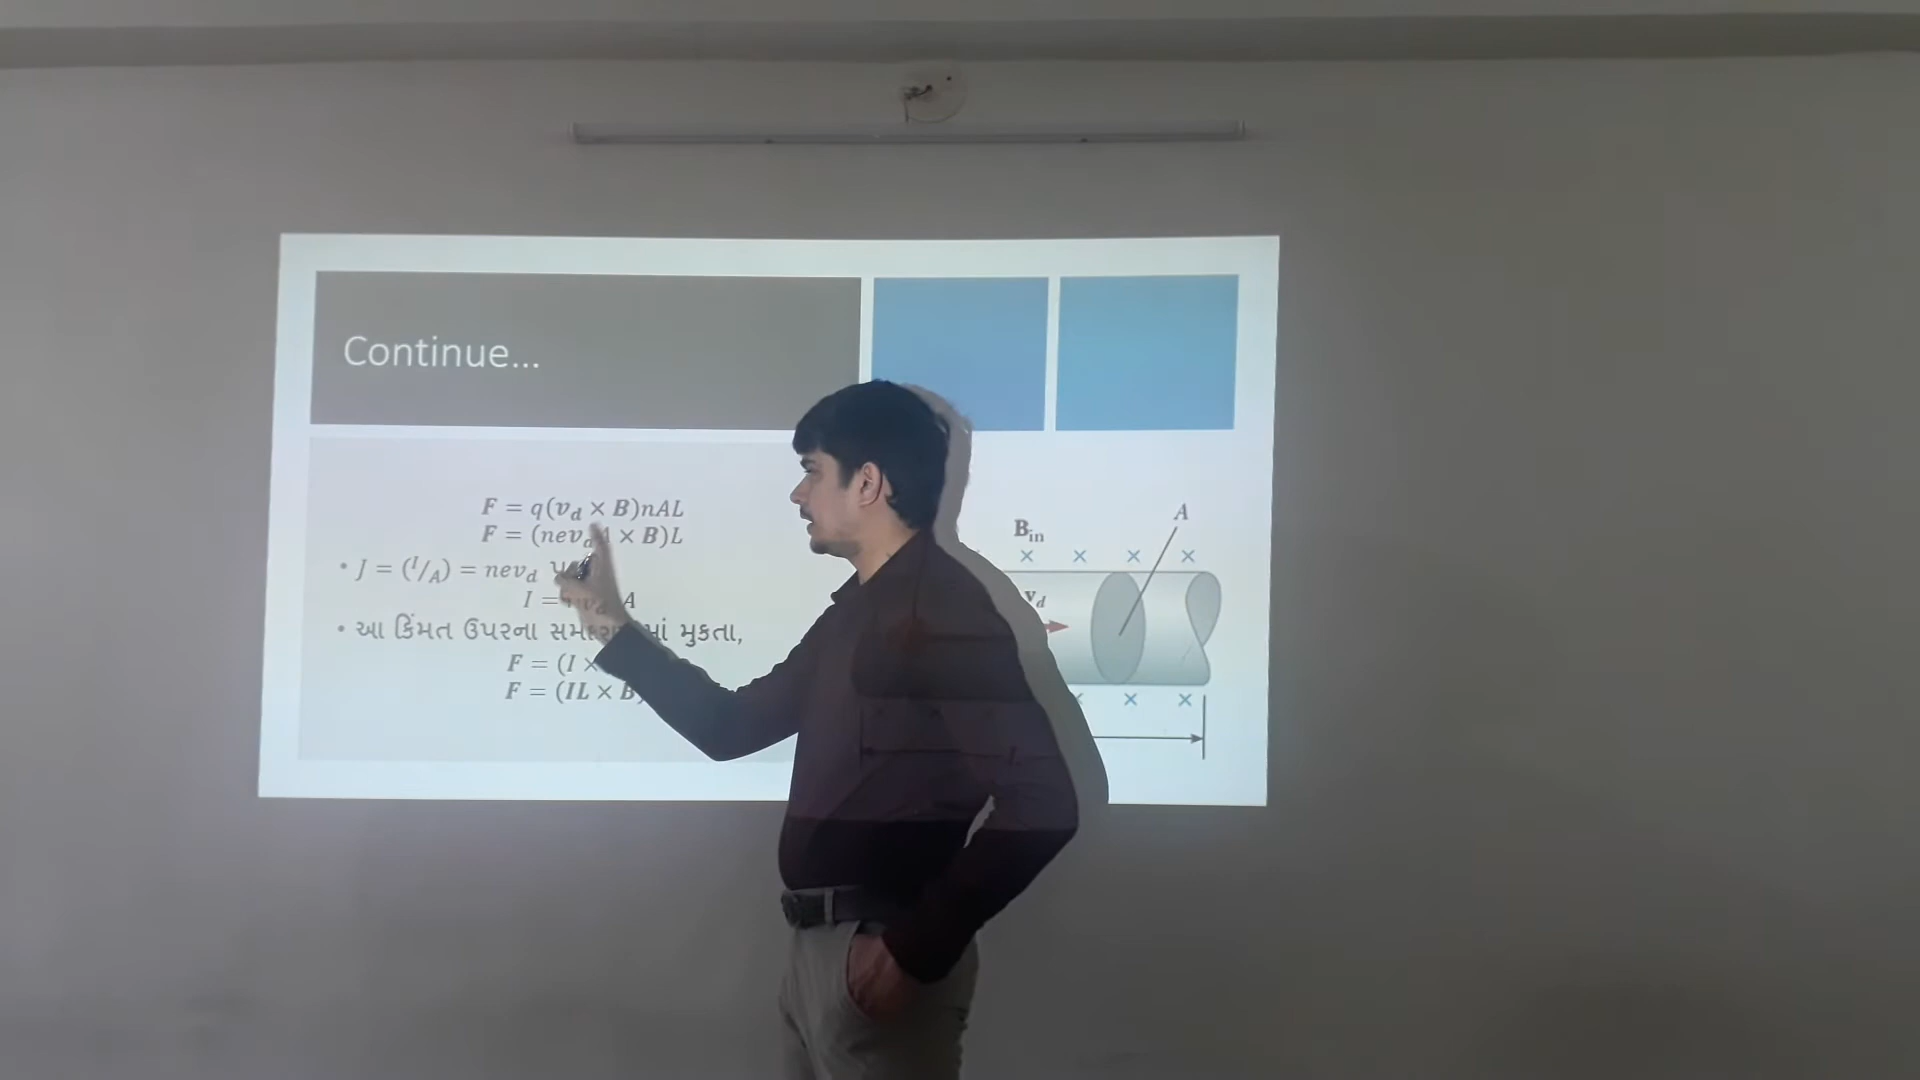 Continue...
F = q(v_d × B)nAL
F = (nev_d A × B)L
• J = (I/A) = nev_d
I = A
• આ કિંમત ઉપરના મુકતા,
F = (I ×
F = (IL × B)
B_in
A
× × × ×
v_d
× × ×